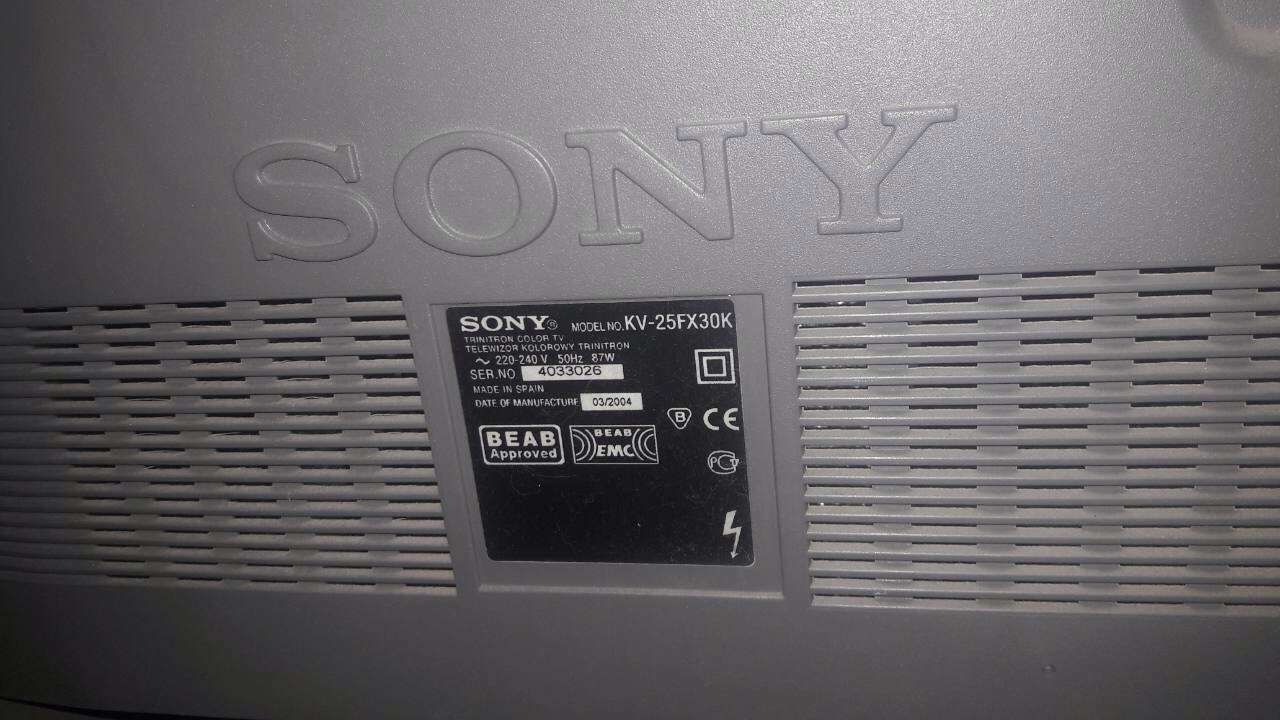 SONY
SONY® MODEL NO. KV-25FX30K
TRINITRON COLOR TV
TELEWIZOR KOLOROWY TRINITRON
~ 220-240 V 50Hz 87W
SER.NO 4033026
MADE IN SPAIN
DATE OF MANUFACTURE 03/2004
B CE
BEAB Approved
BEAB EMC
PCT